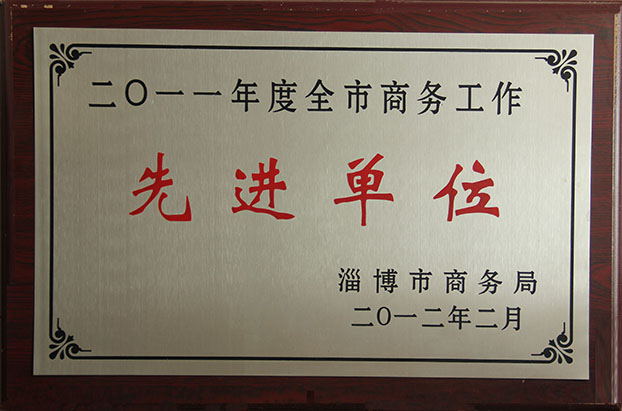 二〇一一年度全市商务工作
先进单位
淄博市商务局
二〇一二年二月